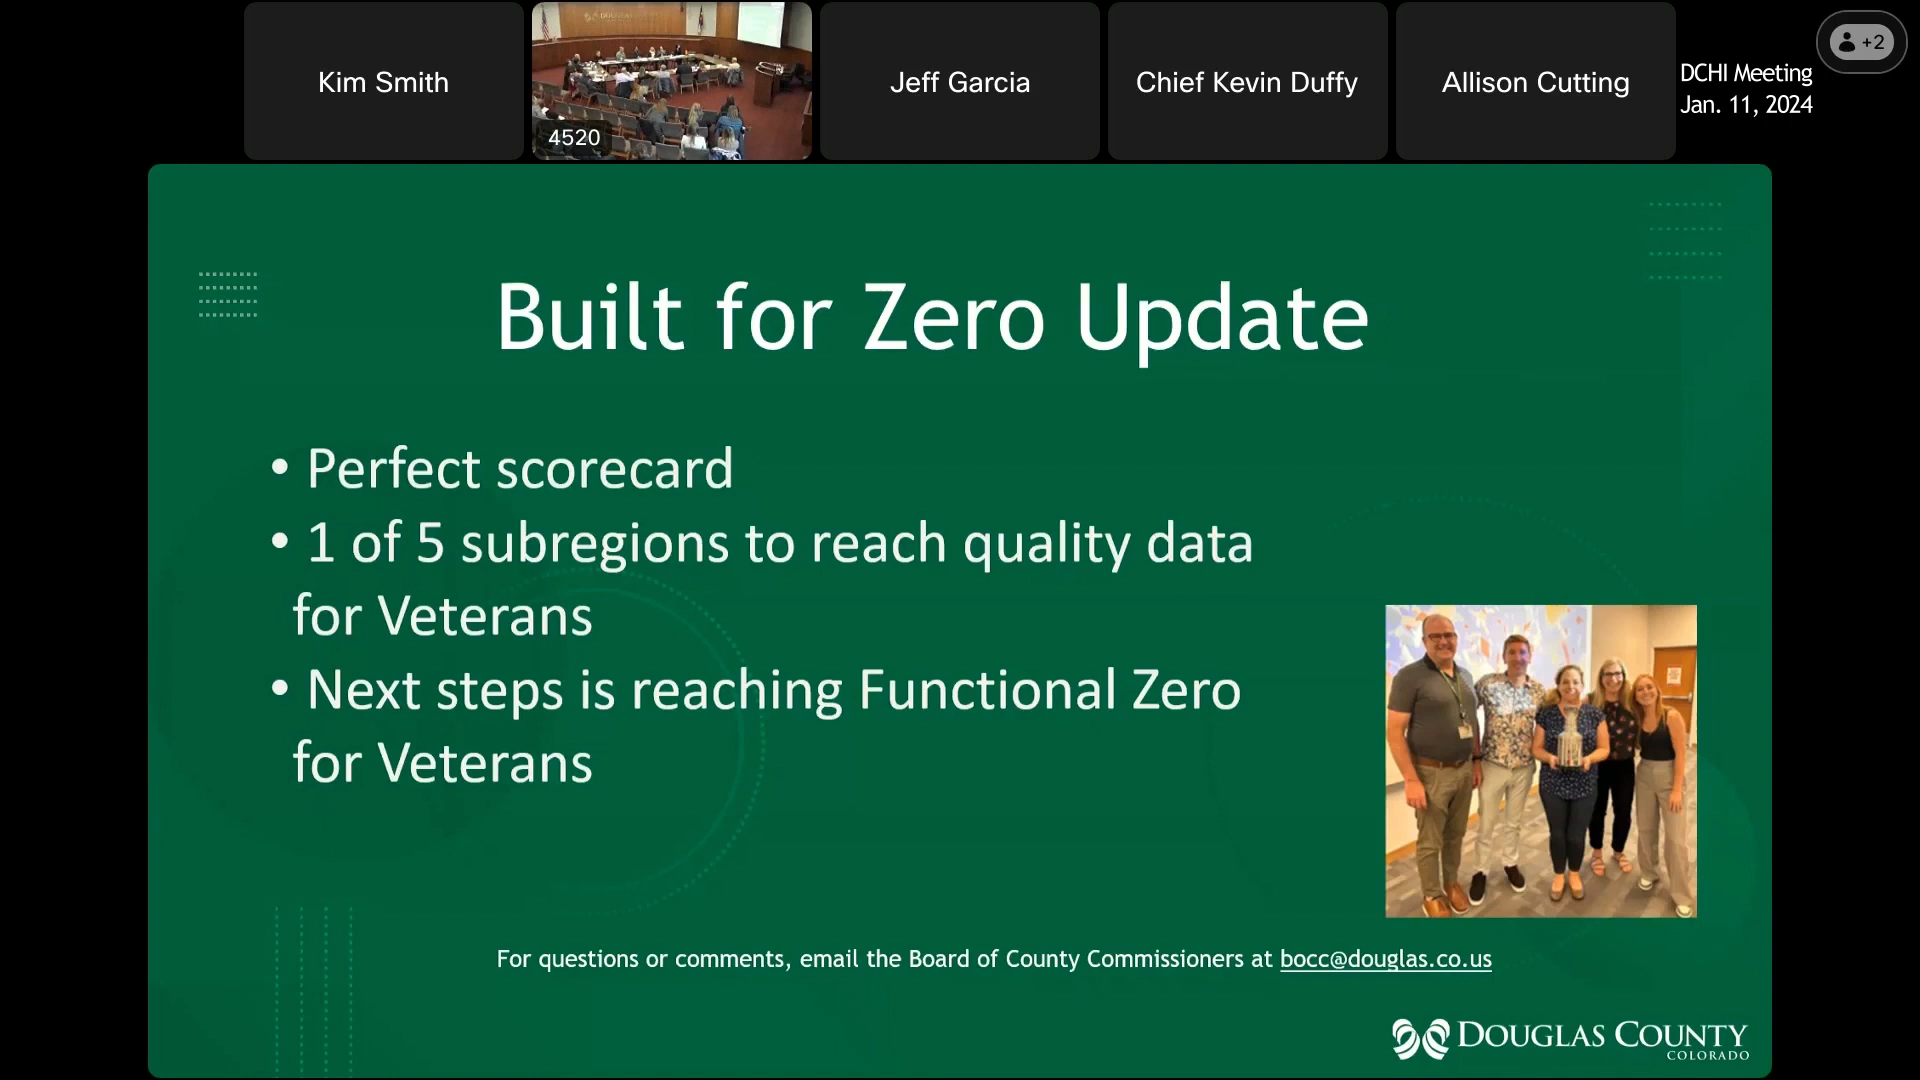 Kim Smith
4520
Jeff Garcia
Chief Kevin Duffy
Allison Cutting
DCHI Meeting
Jan. 11, 2024
+2
Built for Zero Update
• Perfect scorecard
• 1 of 5 subregions to reach quality data
for Veterans
• Next steps is reaching Functional Zero
for Veterans
For questions or comments, email the Board of County Commissioners at bocc@douglas.co.us
DOUGLAS COUNTY
COLORADO